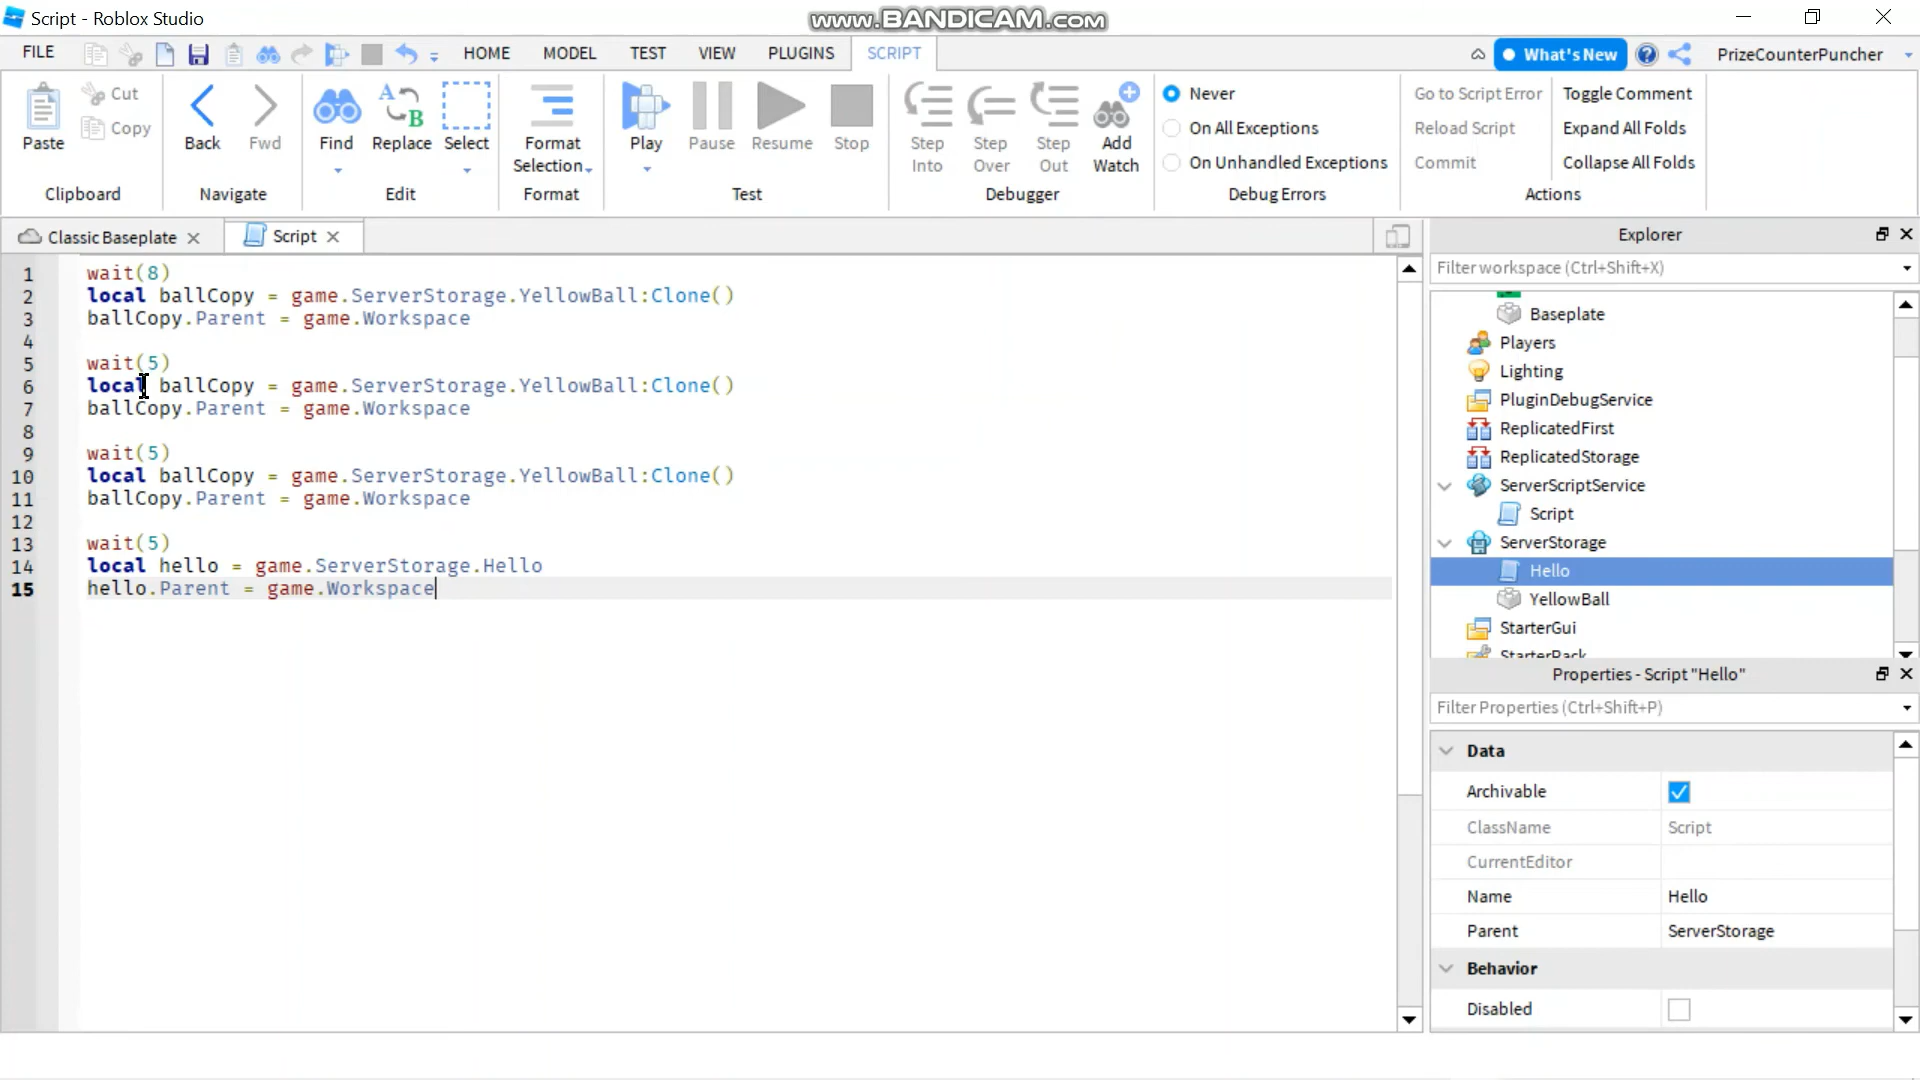 Script - Roblox Studio
www.BANDICAM.com
FILE HOME MODEL TEST VIEW PLUGINS SCRIPT What's New PrizeCounterPuncher
Paste Cut Copy
Clipboard
Back Fwd
Navigate
Find Replace Select
Edit
Format Selection
Format
Play Pause Resume Stop
Test
Step Into Step Over Step Out Add Watch
Debugger
Never
On All Exceptions
On Unhandled Exceptions
Debug Errors
Go to Script Error Toggle Comment
Reload Script Expand All Folds
Commit Collapse All Folds
Actions
Classic Baseplate Script
1 wait(8)
2 local ballCopy = game.ServerStorage.YellowBall:Clone()
3 ballCopy.Parent = game.Workspace
4
5 wait(5)
6 local ballCopy = game.ServerStorage.YellowBall:Clone()
7 ballCopy.Parent = game.Workspace
8
9 wait(5)
10 local ballCopy = game.ServerStorage.YellowBall:Clone()
11 ballCopy.Parent = game.Workspace
12
13 wait(5)
14 local hello = game.ServerStorage.Hello
15 hello.Parent = game.Workspace
Explorer
Filter workspace (Ctrl+Shift+X)
Baseplate
Players
Lighting
PluginDebugService
ReplicatedFirst
ReplicatedStorage
ServerScriptService
Script
ServerStorage
Hello
YellowBall
StarterGui
StarterPack
Properties - Script "Hello"
Filter Properties (Ctrl+Shift+P)
Data
Archivable
ClassName Script
CurrentEditor
Name Hello
Parent ServerStorage
Behavior
Disabled